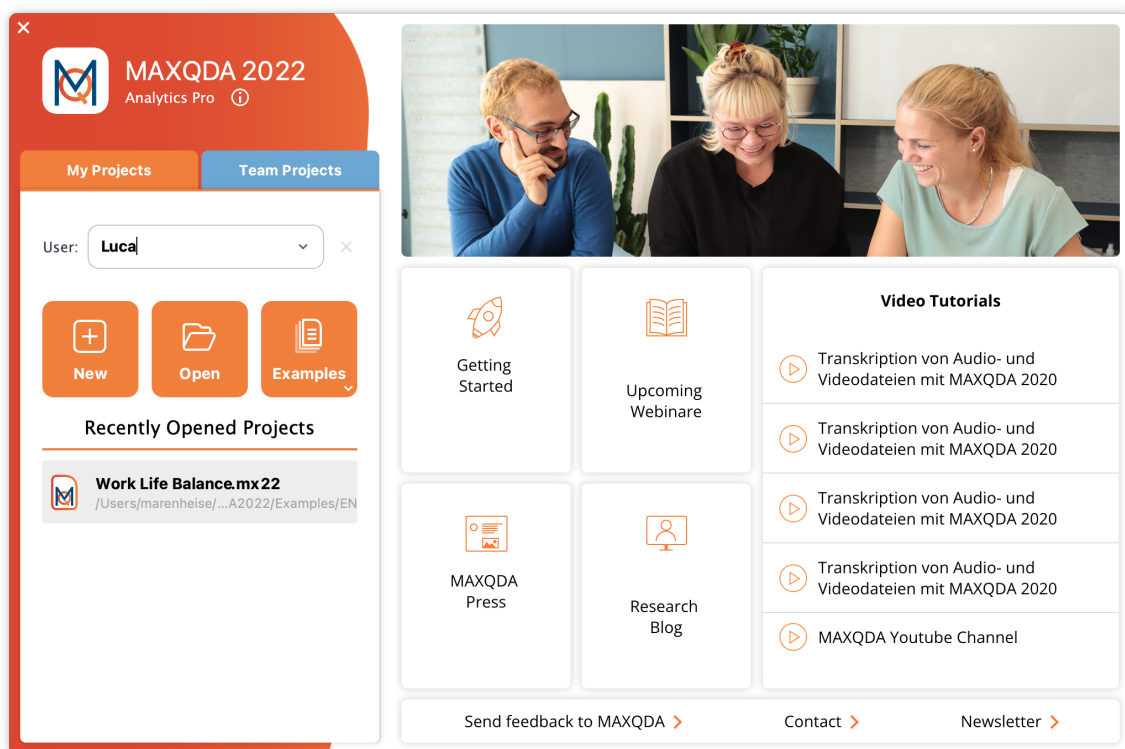 MAXQDA 2022
Analytics Pro
My Projects
Team Projects
User:
Luca
New
Open
Examples
Recently Opened Projects
Work Life Balance.mx22
/Users/marenheise/...A2022/Examples/EN
Getting
Started
Upcoming
Webinare
MAXQDA
Press
Research
Blog
Video Tutorials
Transkription von Audio- und
Videodateien mit MAXQDA 2020
Transkription von Audio- und
Videodateien mit MAXQDA 2020
Transkription von Audio- und
Videodateien mit MAXQDA 2020
Transkription von Audio- und
Videodateien mit MAXQDA 2020
MAXQDA Youtube Channel
Send feedback to MAXQDA
Contact
Newsletter